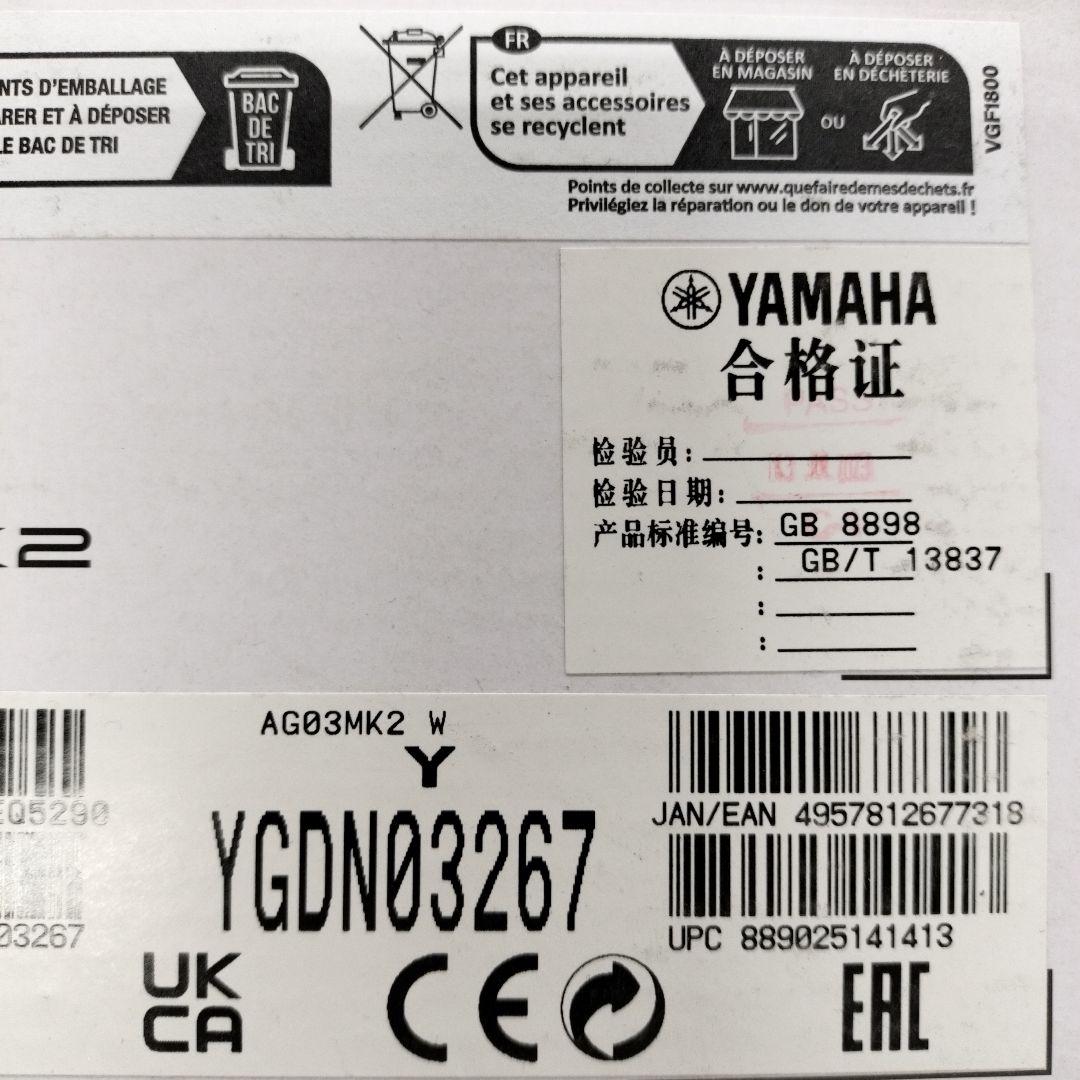 NTS D'EMBALLAGE
ARER ET À DÉPOSER
LE BAC DE TRI
BAC
DE
TRI
FR
Cet appareil
et ses accessoires
se recyclent
À DÉPOSER
EN MAGASIN
OU
À DÉPOSER
EN DÉCHÈTERIE
VGF1800
Points de collecte sur www.quefairedemesdechets.fr
Privilégiez la réparation ou le don de votre appareil !
YAMAHA
合格证
PASS
检验员:
检验日期:
产品标准编号: GB 8898
: GB/T 13837
:
:
K2
AG03MK2 W
Y
YGDN03267
EQ5290
03267
JAN/EAN 4957812677318
UPC 889025141413
UK
CA
CE
EAC